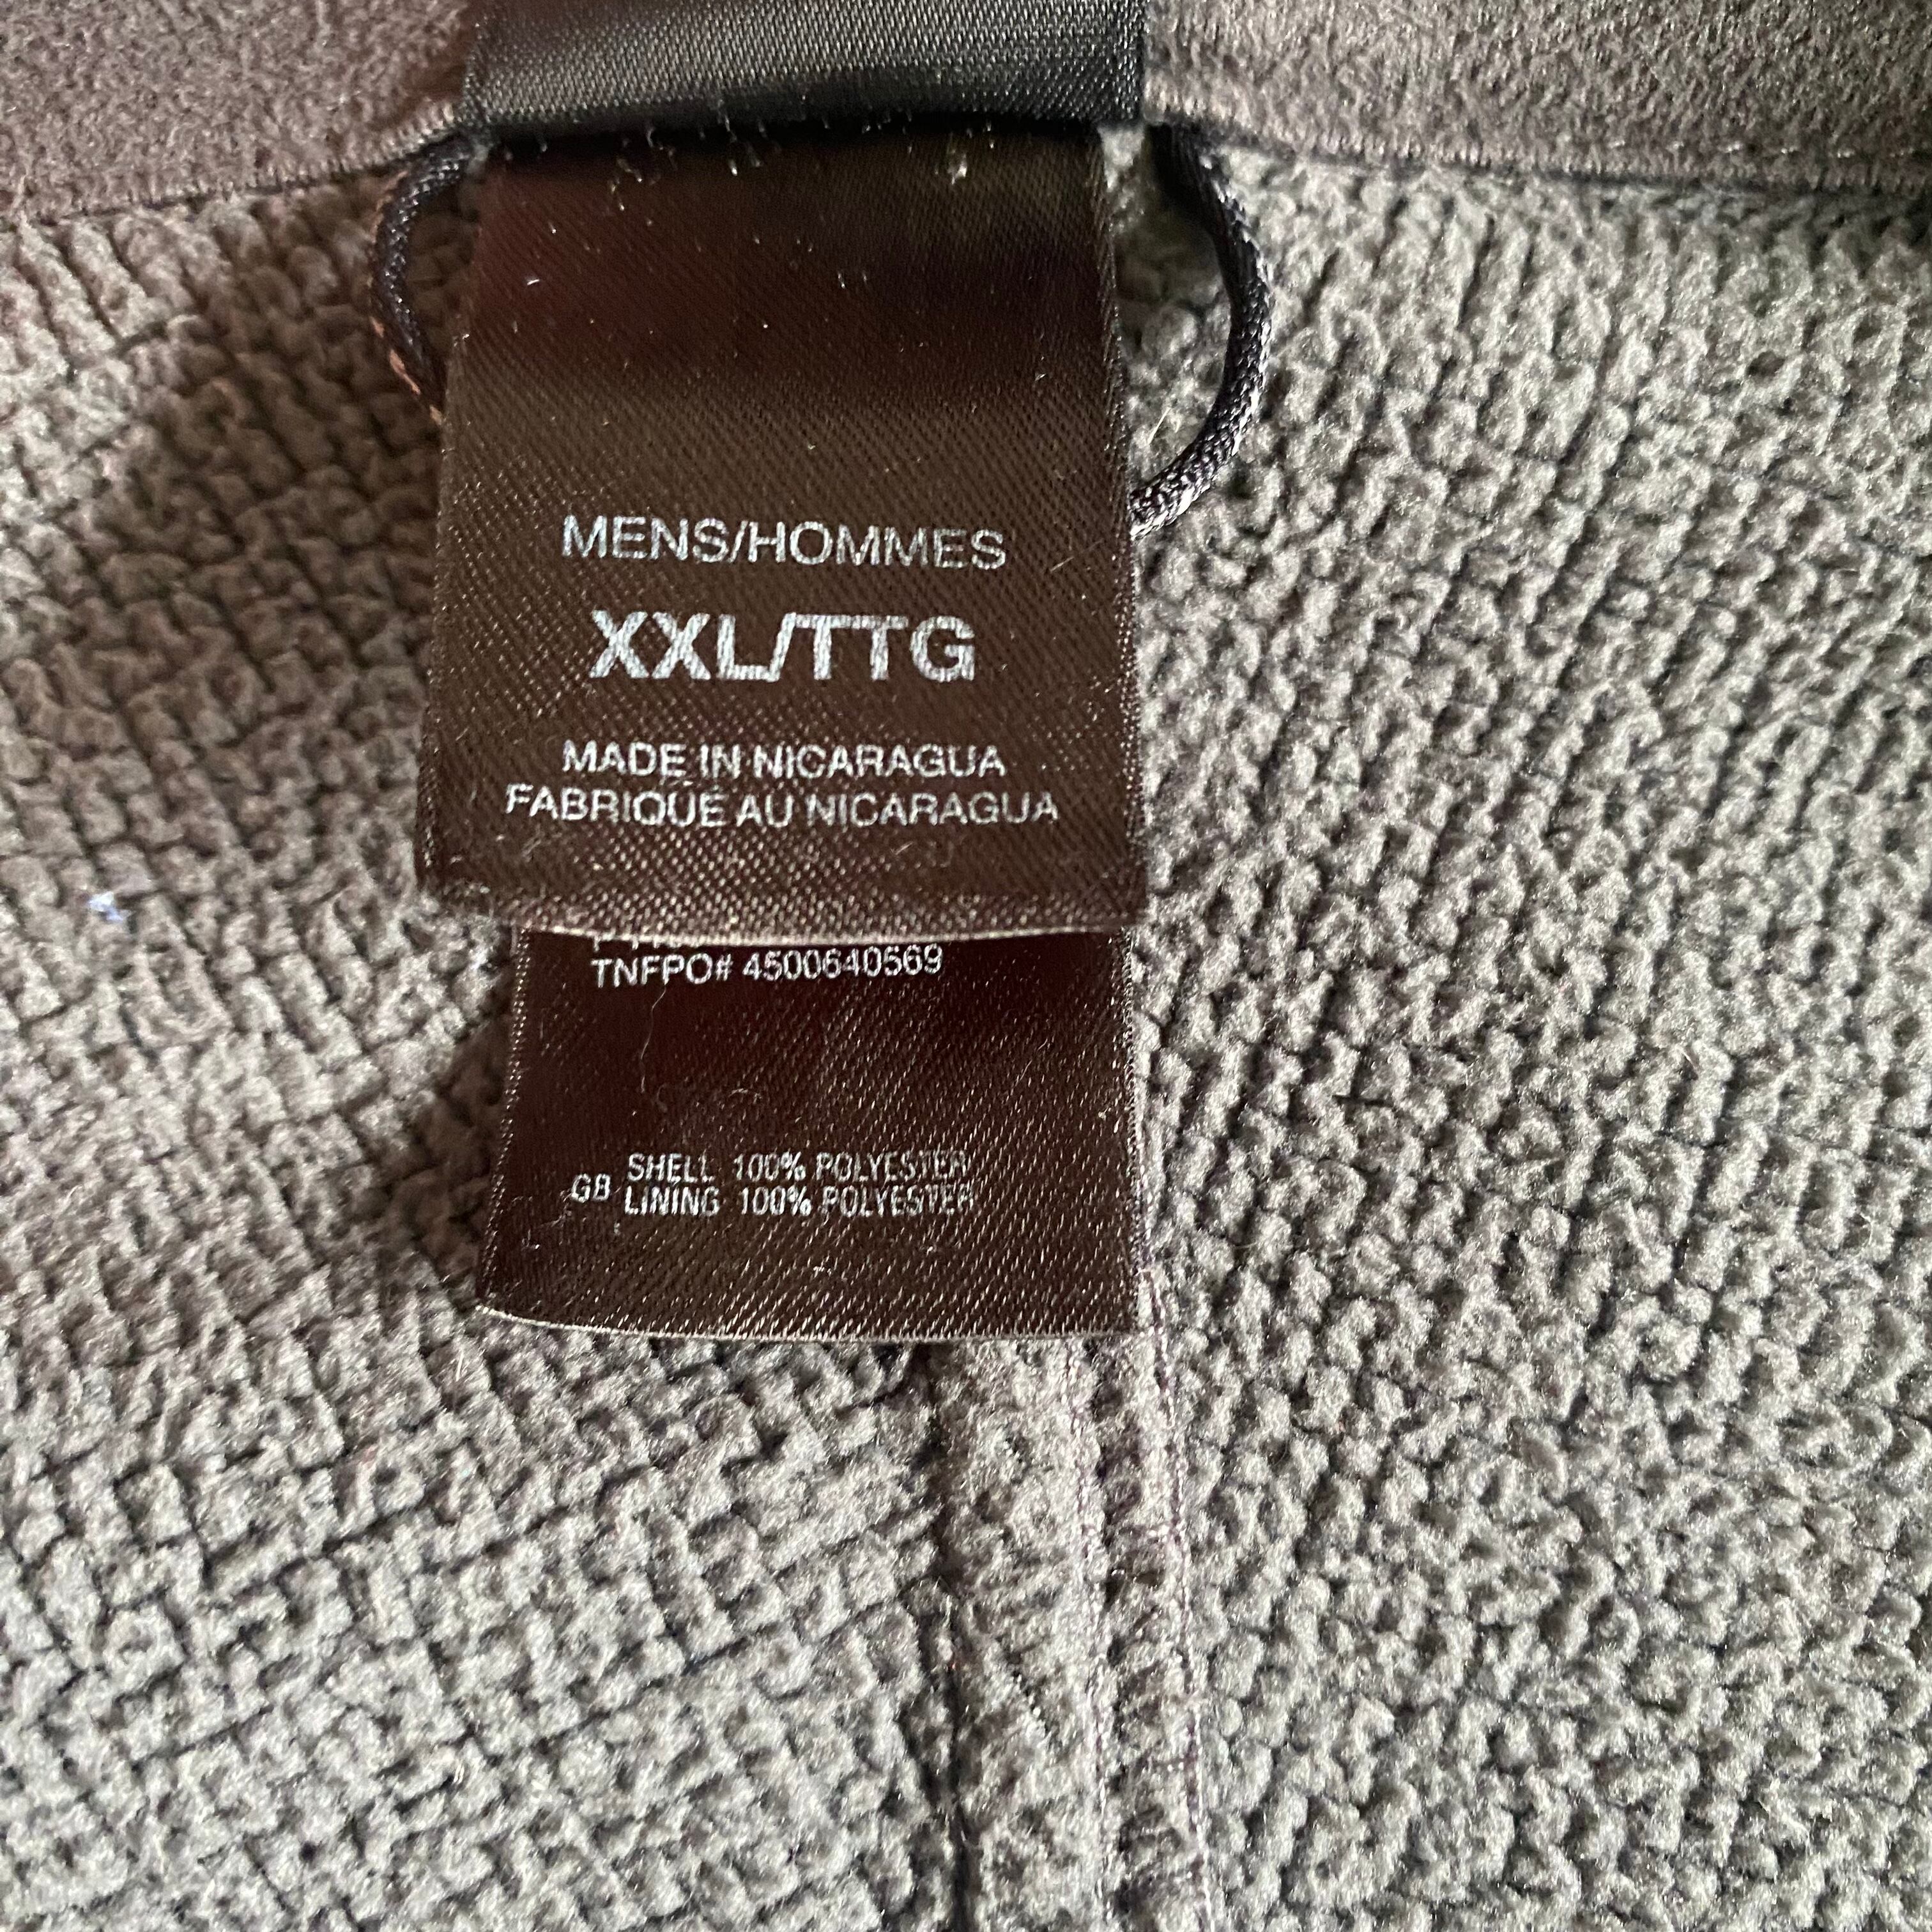 MENS/HOMMES
XXL/TTG
MADE IN NICARAGUA
FABRIQUÉ AU NICARAGUA
TNFPO# 4500640569
SHELL 100% POLYESTER
GB LINING 100% POLYESTER